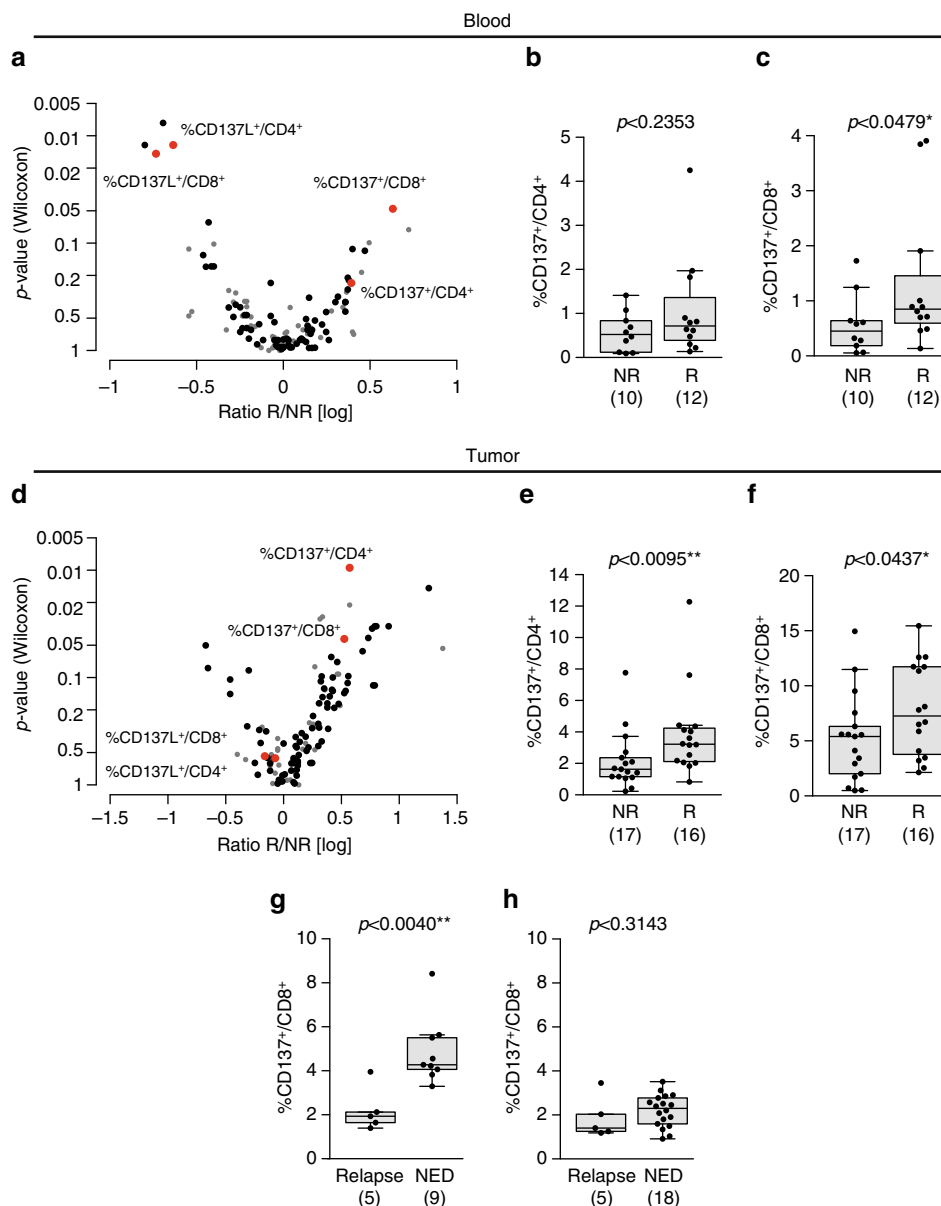 Blood
a
p-value (Wilcoxon)
0.005
0.01
0.02
0.05
0.1
0.2
0.5
1
%CD137L⁺/CD4⁺
%CD137L⁺/CD8⁺
%CD137⁺/CD8⁺
%CD137⁺/CD4⁺
−1 −0.5 0 0.5 1
Ratio R/NR [log]
b
p<0.2353
%CD137⁺/CD4⁺
5
4
3
2
1
0
NR R
(10) (12)
c
p<0.0479*
%CD137⁺/CD8⁺
4
2
1
0
NR R
(10) (12)
Tumor
d
p-value (Wilcoxon)
0.005
0.01
0.02
0.05
0.1
0.2
0.5
1
%CD137⁺/CD4⁺
%CD137⁺/CD8⁺
%CD137L⁺/CD8⁺
%CD137L⁺/CD4⁺
−1.5 −1 −0.5 0 0.5 1 1.5
Ratio R/NR [log]
e
p<0.0095**
%CD137⁺/CD4⁺
14
12
10
8
6
4
2
0
NR R
(17) (16)
f
p<0.0437*
%CD137⁺/CD8⁺
20
15
10
5
0
NR R
(17) (16)
g
p<0.0040**
%CD137⁺/CD8⁺
10
8
6
4
2
0
Relapse NED
(5) (9)
h
p<0.3143
%CD137⁺/CD8⁺
10
8
6
4
2
0
Relapse NED
(5) (18)